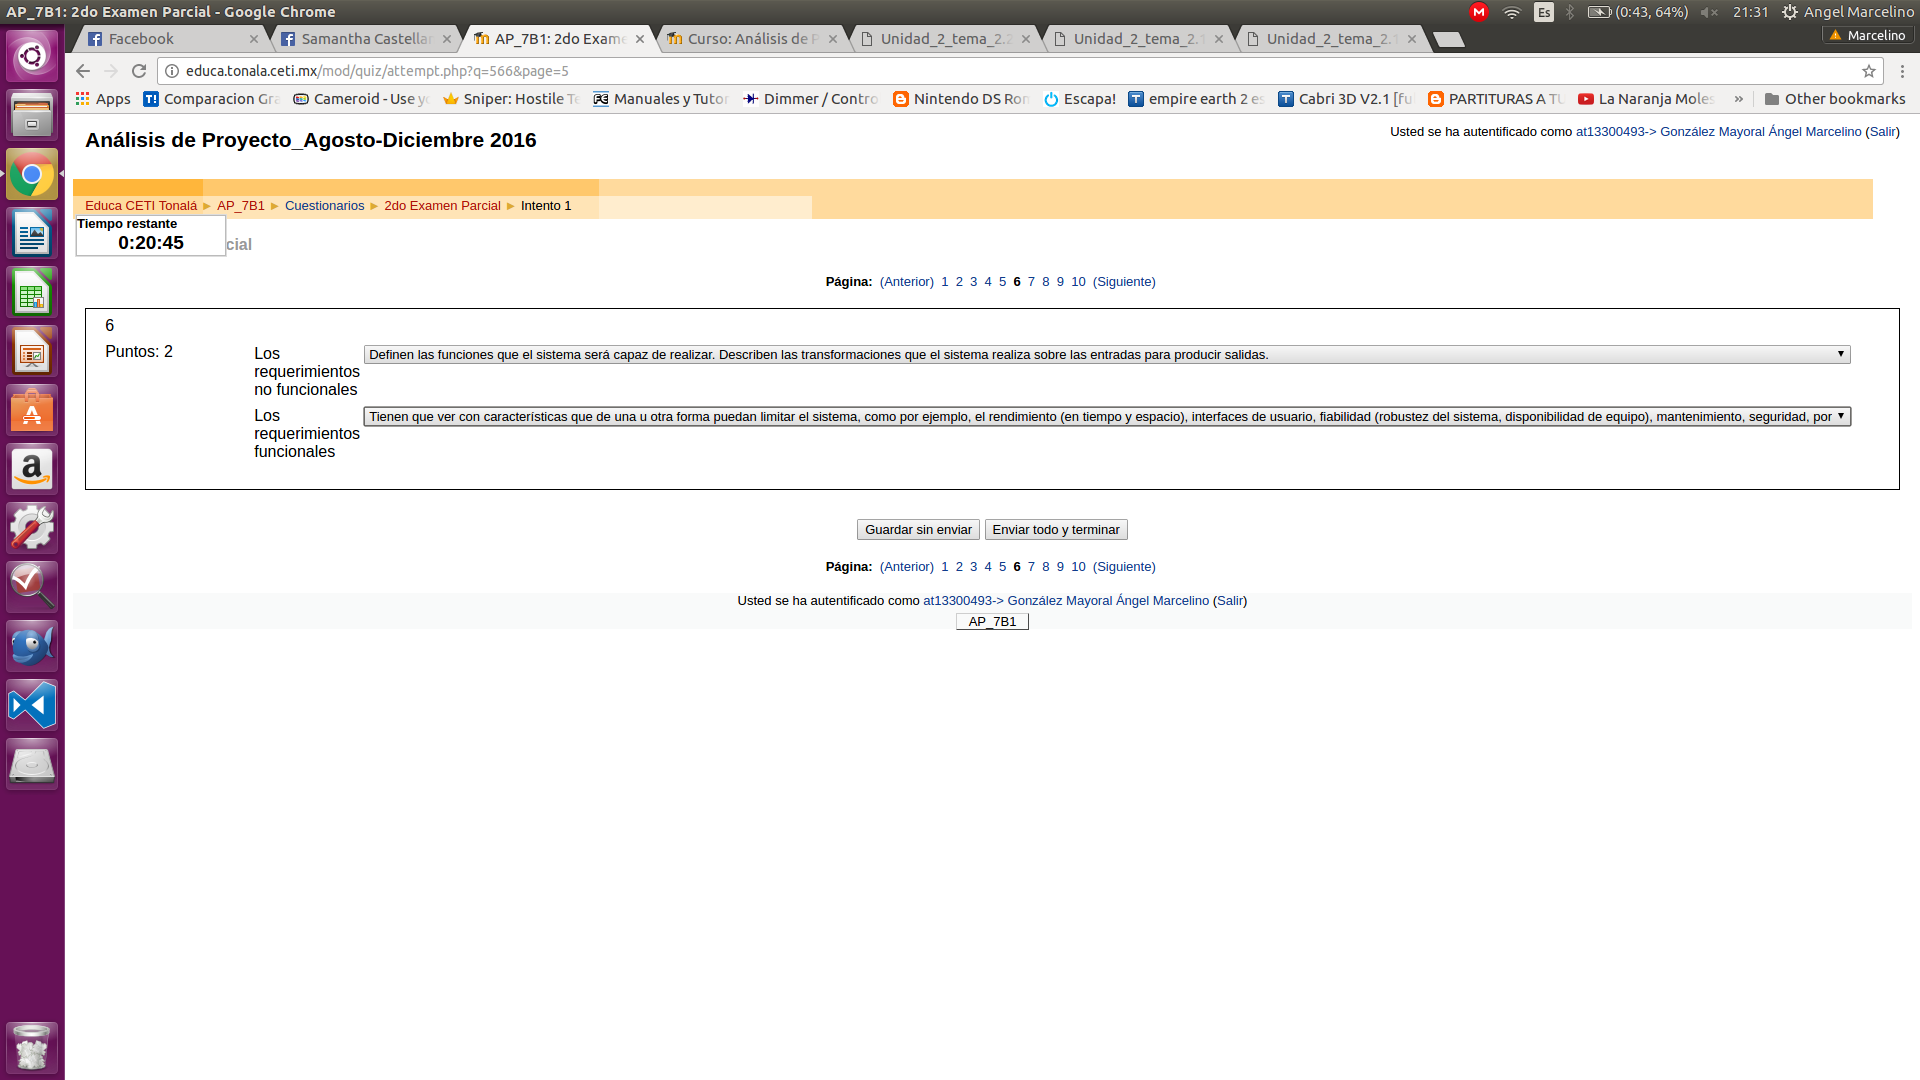 AP_7B1: 2do Examen Parcial - Google Chrome
Es (0:43, 64%) 21:31 Angel Marcelino
Facebook
Samantha Castellar
AP_7B1: 2do Exame
Curso: Análisis de P
Unidad_2_tema_2.
Unidad_2_tema_2.
Unidad_2_tema_2.
Marcelino
educa.tonala.ceti.mx/mod/quiz/attempt.php?q=566&page=5
Apps
Comparacion Gra
Cameroid - Use yo
Sniper: Hostile Te
Manuales y Tutor
Dimmer / Contro
Nintendo DS Rom
Escapa!
empire earth 2 es
Cabri 3D V2.1 [fu
PARTITURAS A TU
La Naranja Moles
» Other bookmarks
Análisis de Proyecto_Agosto-Diciembre 2016
Usted se ha autentificado como at13300493-> González Mayoral Ángel Marcelino (Salir)
Educa CETI Tonalá ► AP_7B1 ► Cuestionarios ► 2do Examen Parcial ► Intento 1
Tiempo restante
0:20:45
cial
Página: (Anterior) 1 2 3 4 5 6 7 8 9 10 (Siguiente)
6
Puntos: 2
Los requerimientos no funcionales
Definen las funciones que el sistema será capaz de realizar. Describen las transformaciones que el sistema realiza sobre las entradas para producir salidas.
Los requerimientos funcionales
Tienen que ver con características que de una u otra forma puedan limitar el sistema, como por ejemplo, el rendimiento (en tiempo y espacio), interfaces de usuario, fiabilidad (robustez del sistema, disponibilidad de equipo), mantenimiento, seguridad, por
Guardar sin enviar
Enviar todo y terminar
Página: (Anterior) 1 2 3 4 5 6 7 8 9 10 (Siguiente)
Usted se ha autentificado como at13300493-> González Mayoral Ángel Marcelino (Salir)
AP_7B1